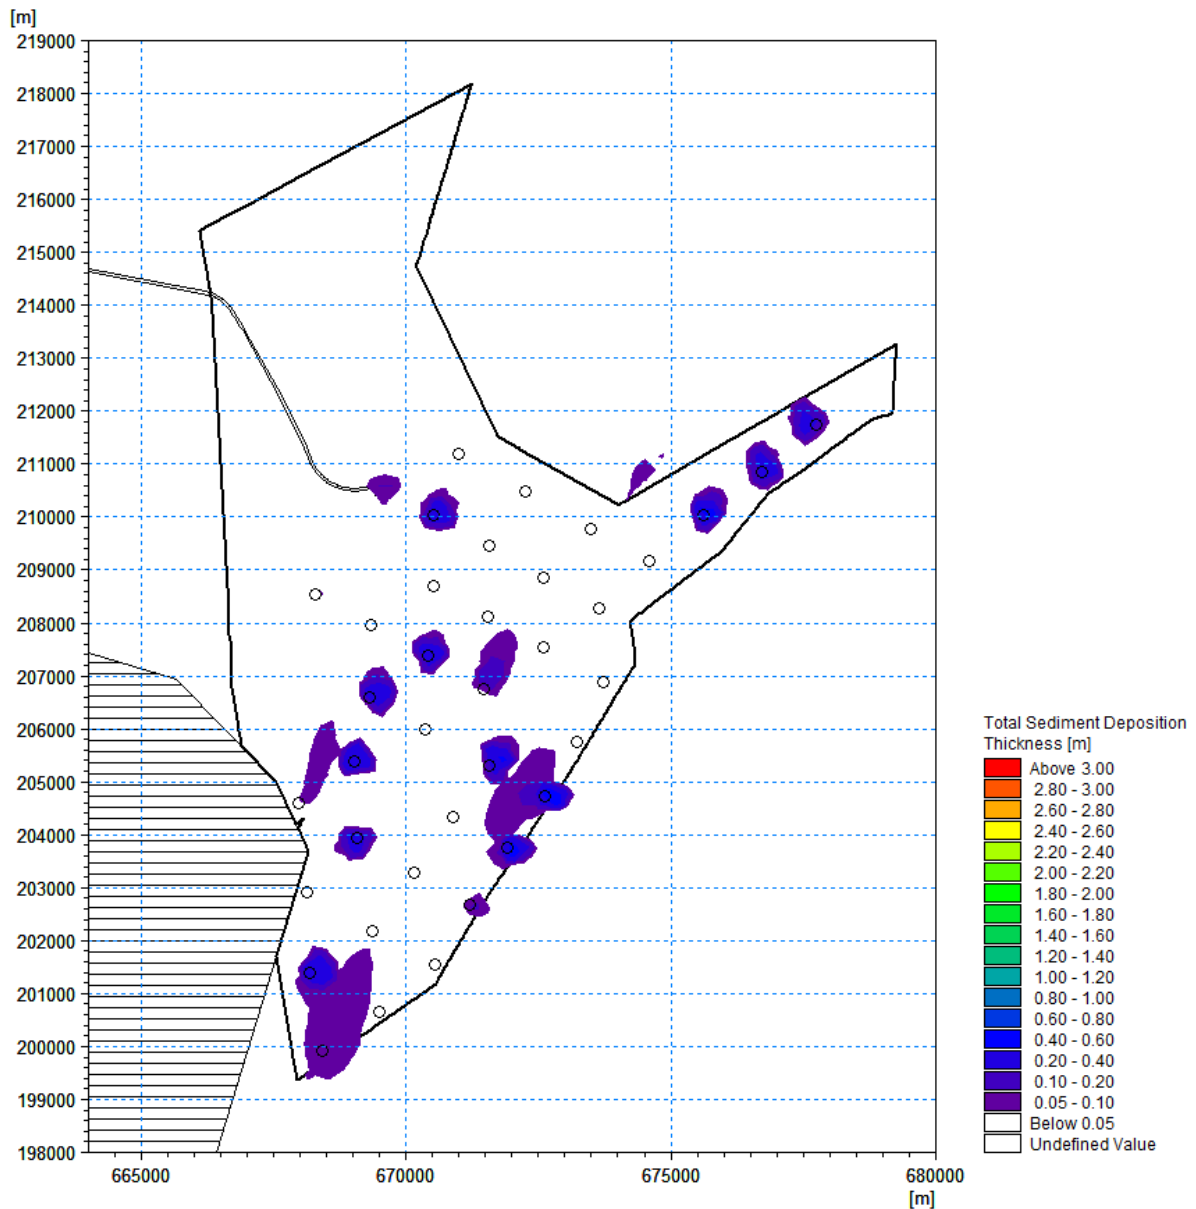 [m]
219000
218000
217000
216000
215000
214000
213000
212000
211000
210000
209000
208000
207000
206000
205000
204000
203000
202000
201000
200000
199000
198000
665000
670000
675000
680000
[m]
Total Sediment Deposition
Thickness [m]
Above 3.00
2.80 - 3.00
2.60 - 2.80
2.40 - 2.60
2.20 - 2.40
2.00 - 2.20
1.80 - 2.00
1.60 - 1.80
1.40 - 1.60
1.20 - 1.40
1.00 - 1.20
0.80 - 1.00
0.60 - 0.80
0.40 - 0.60
0.20 - 0.40
0.10 - 0.20
0.05 - 0.10
Below 0.05
Undefined Value